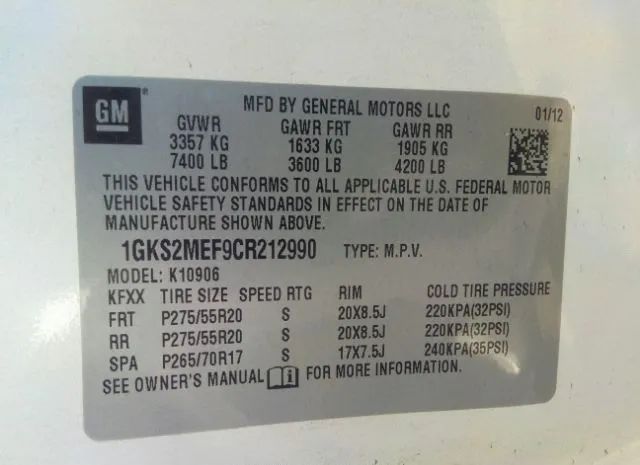 GM
MFD BY GENERAL MOTORS LLC 01/12
GVWR GAWR FRT GAWR RR
3357 KG 1633 KG 1905 KG
7400 LB 3600 LB 4200 LB
THIS VEHICLE CONFORMS TO ALL APPLICABLE U.S. FEDERAL MOTOR
VEHICLE SAFETY STANDARDS IN EFFECT ON THE DATE OF
MANUFACTURE SHOWN ABOVE.
1GKS2MEF9CR212990 TYPE: M.P.V.
MODEL: K10906
KFXX TIRE SIZE SPEED RTG RIM COLD TIRE PRESSURE
FRT P275/55R20 S 20X8.5J 220KPA(32PSI)
RR P275/55R20 S 20X8.5J 220KPA(32PSI)
SPA P265/70R17 S 17X7.5J 240KPA(35PSI)
SEE OWNER'S MANUAL FOR MORE INFORMATION.